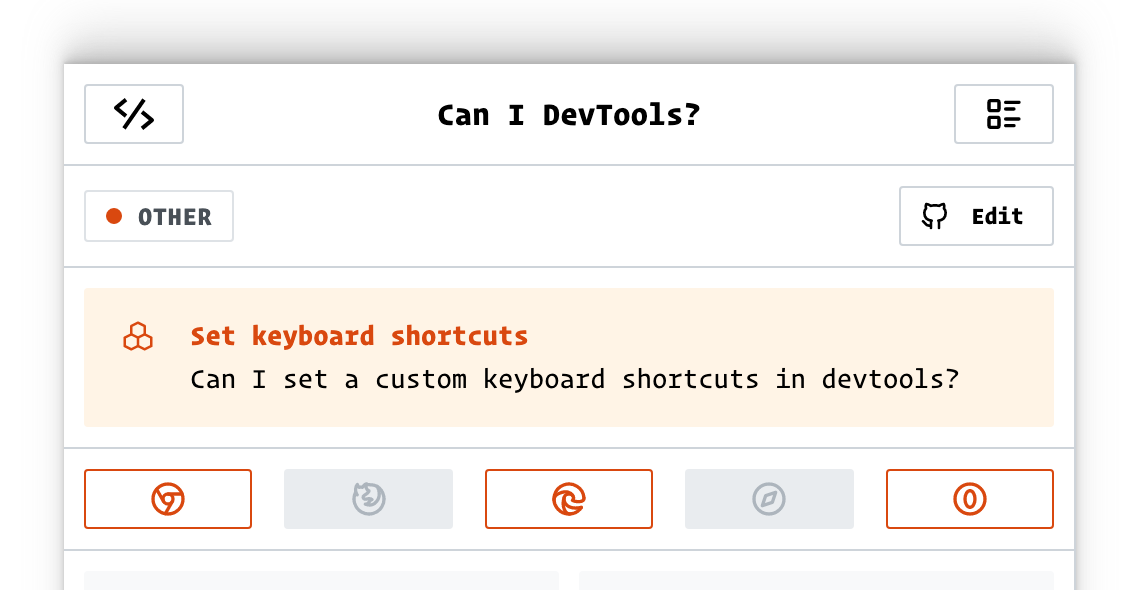 Can I DevTools?
OTHER
Edit
Set keyboard shortcuts
Can I set a custom keyboard shortcuts in devtools?